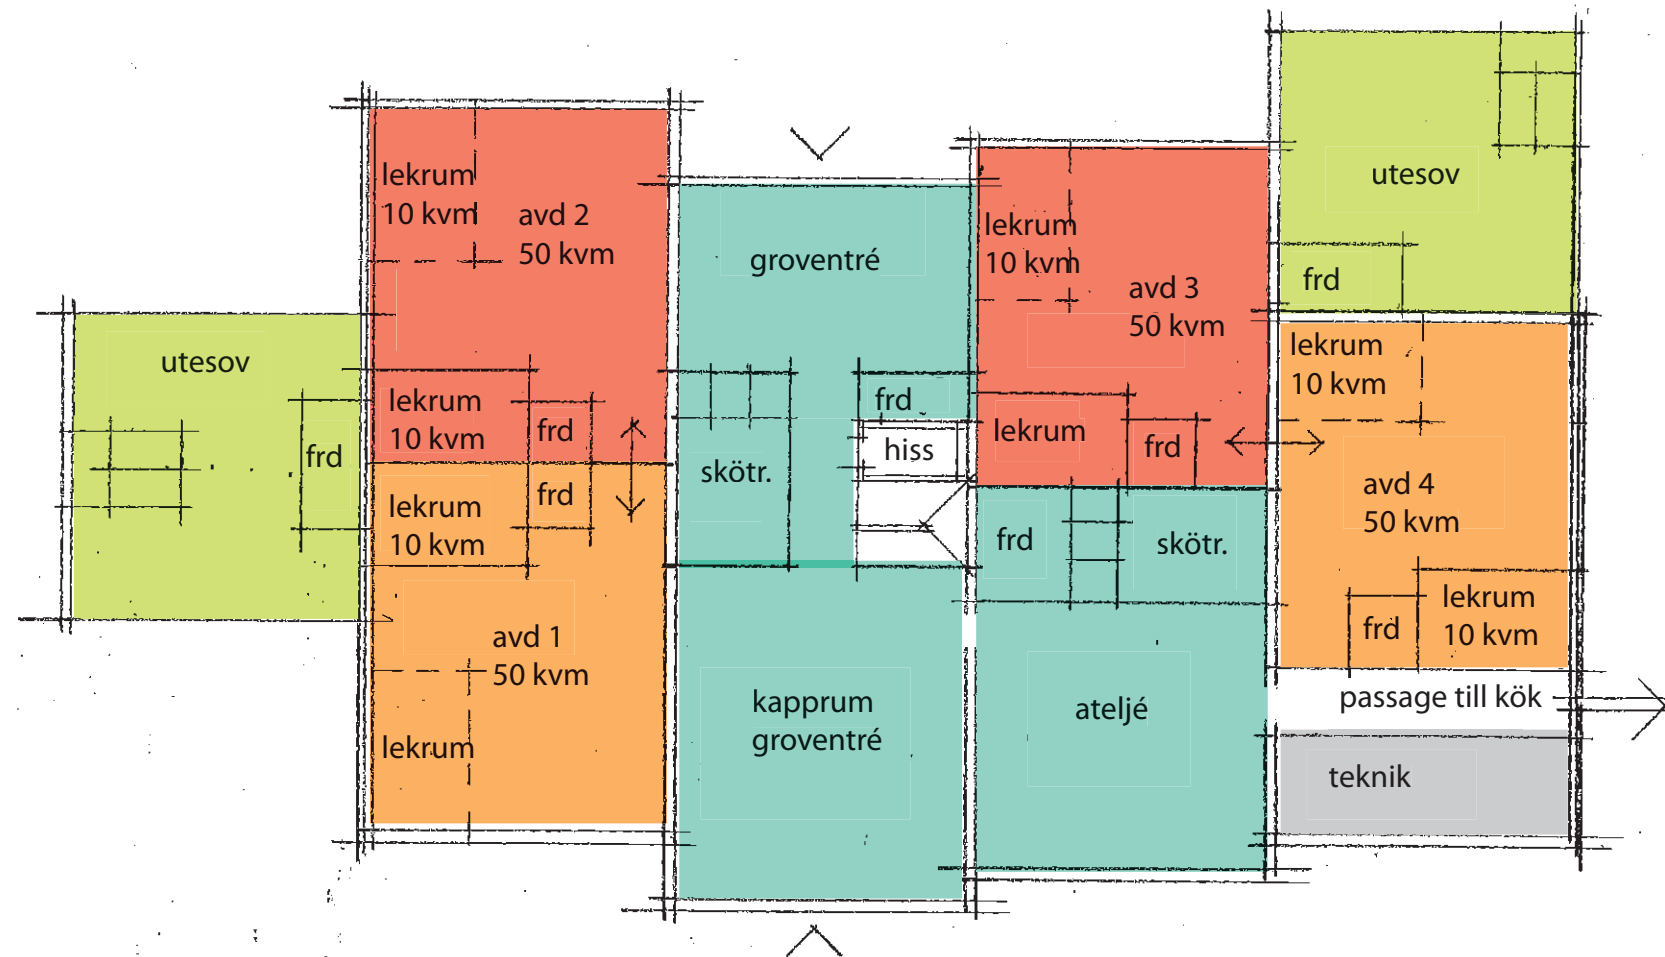 lekrum
10 kvm
avd 2
50 kvm
lekrum
10 kvm
frd
utesov
frd
lekrum
10 kvm
frd
avd 1
50 kvm
lekrum
groventré
frd
hiss
skötr.
kapprum
groventré
lekrum
10 kvm
avd 3
50 kvm
lekrum
frd
frd
skötr.
ateljé
utesov
frd
lekrum
10 kvm
avd 4
50 kvm
frd
lekrum
10 kvm
passage till kök
teknik